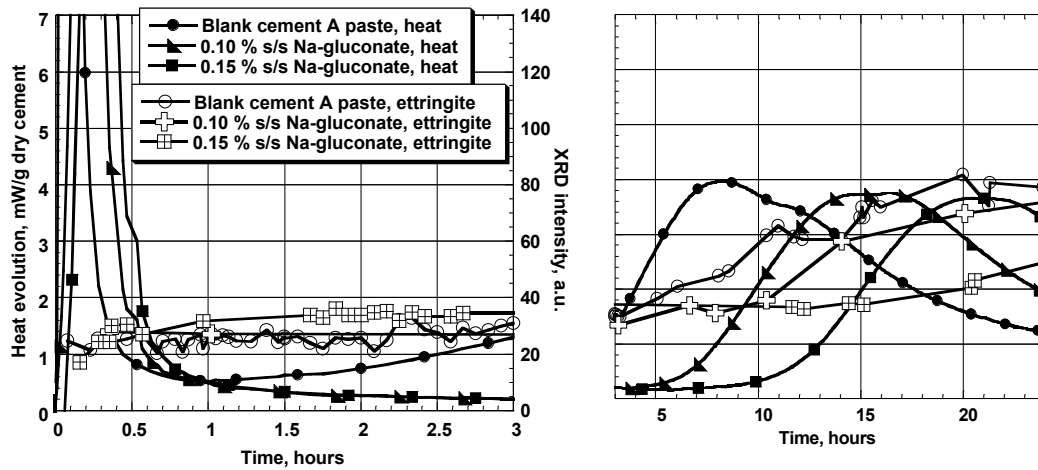 Heat evolution, mW/g dry cement
7
6
5
4
3
2
1
0
Blank cement A paste, heat
0.10 % s/s Na-gluconate, heat
0.15 % s/s Na-gluconate, heat
Blank cement A paste, ettringite
0.10 % s/s Na-gluconate, ettringite
0.15 % s/s Na-gluconate, ettringite
140
120
100
80
60
40
20
0
XRD intensity, a.u.
0 0.5 1 1.5 2 2.5 3
Time, hours
5 10 15 20
Time, hours